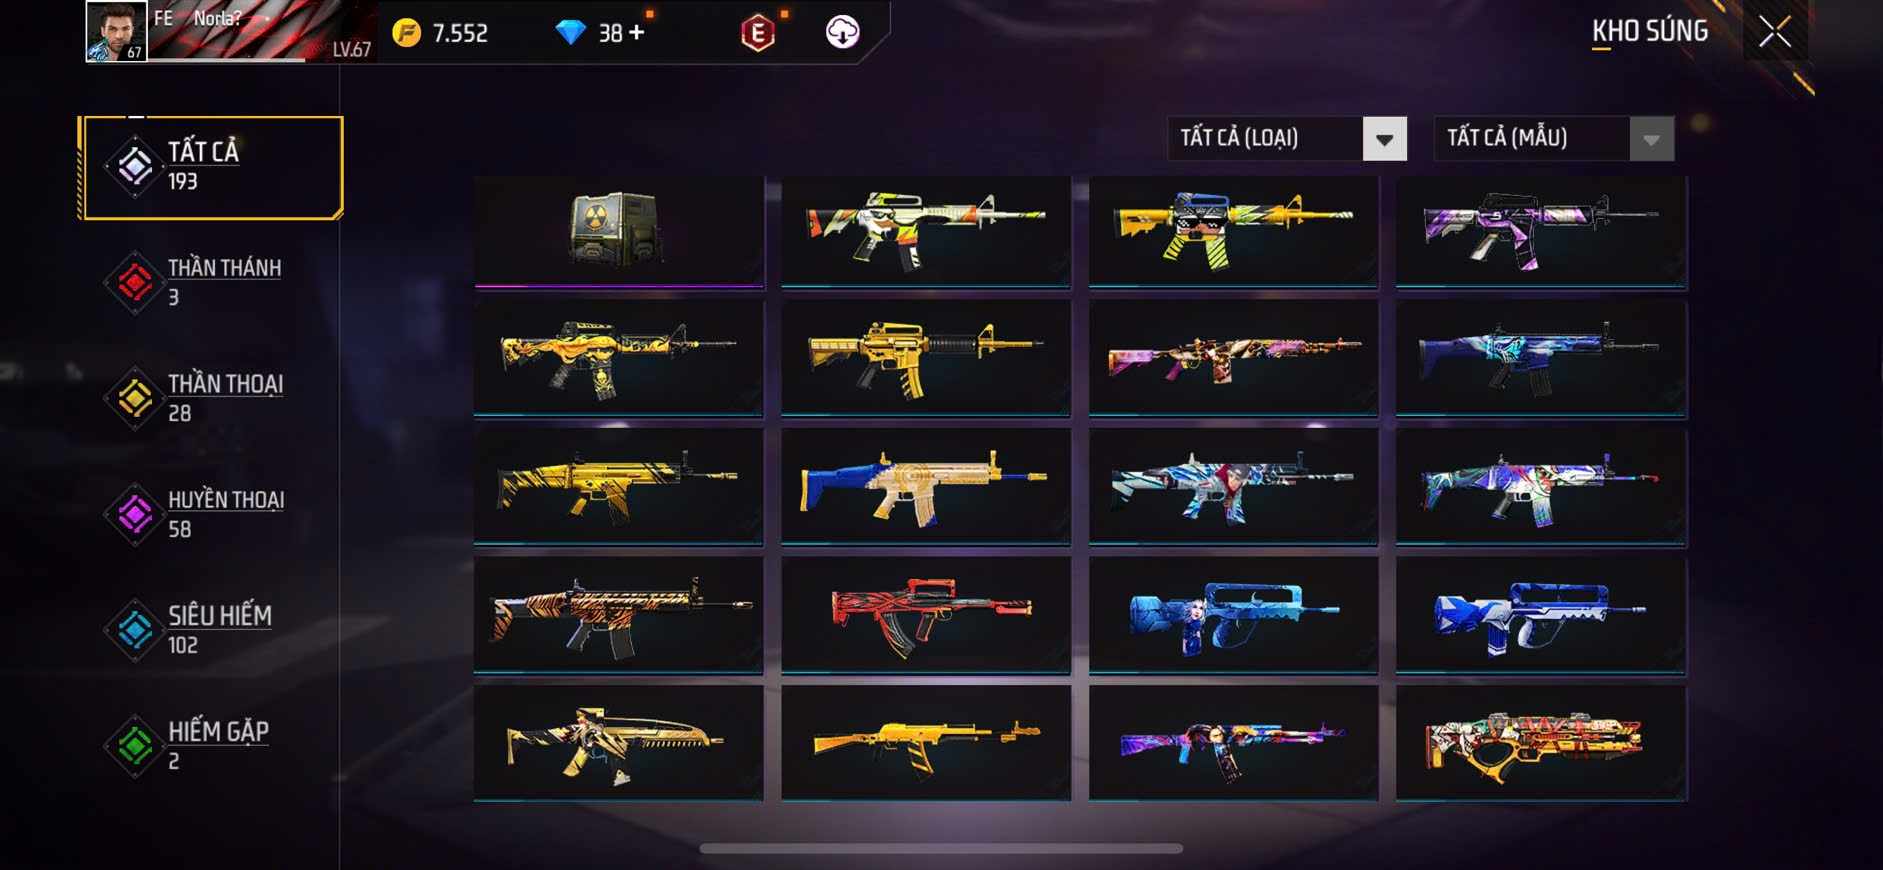 FE Norla?
67
LV.67
7.552
38+
E
KHO SÚNG
TẤT CẢ
193
THẦN THÁNH
3
THẦN THOẠI
28
HUYỀN THOẠI
58
SIÊU HIẾM
102
HIẾM GẶP
2
TẤT CẢ (LOẠI)
TẤT CẢ (MẪU)